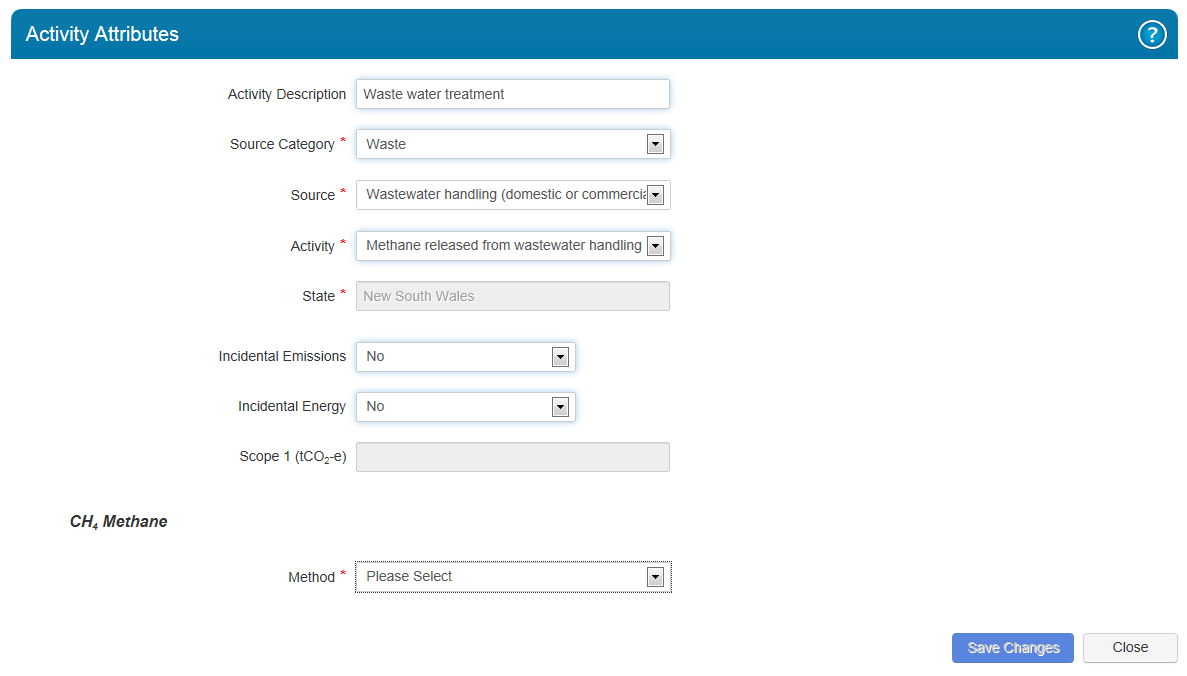 Activity Attributes ?
Activity Description Waste water treatment
Source Category * Waste
Source * Wastewater handling (domestic or commercia
Activity * Methane released from wastewater handling
State * New South Wales
Incidental Emissions No
Incidental Energy No
Scope 1 (tCO₂-e)
CH₄ Methane
Method * Please Select
Save Changes Close